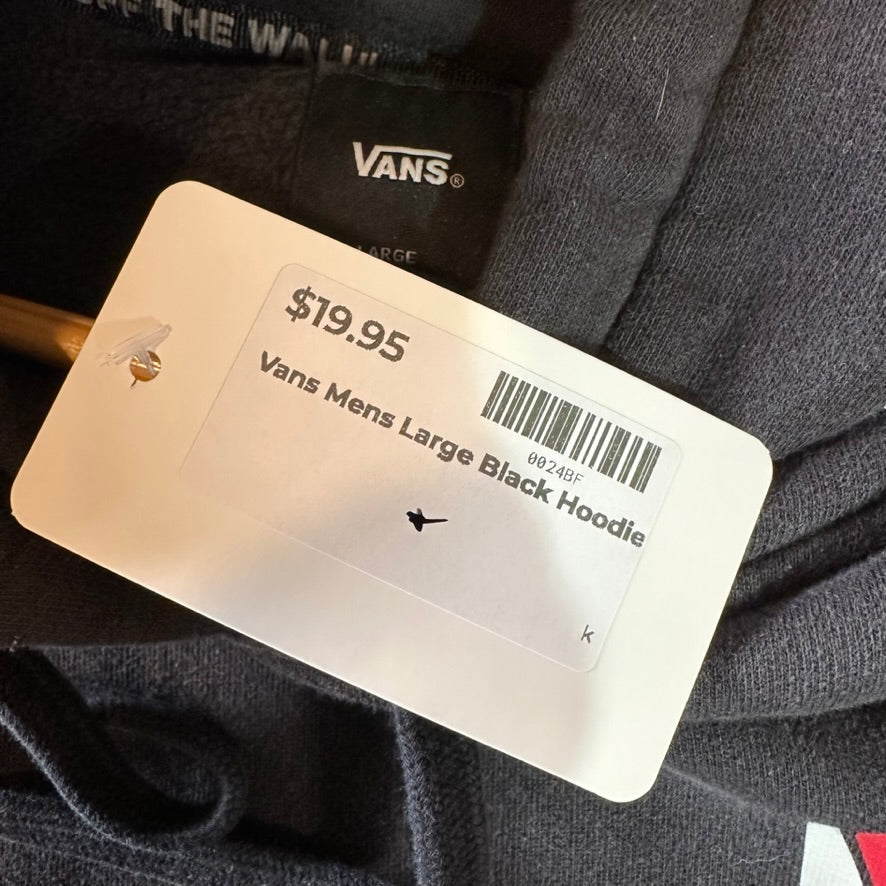 THE WALL"
VANS®
LARGE
$19.95
Vans Mens Large Black Hoodie
0024BF
k